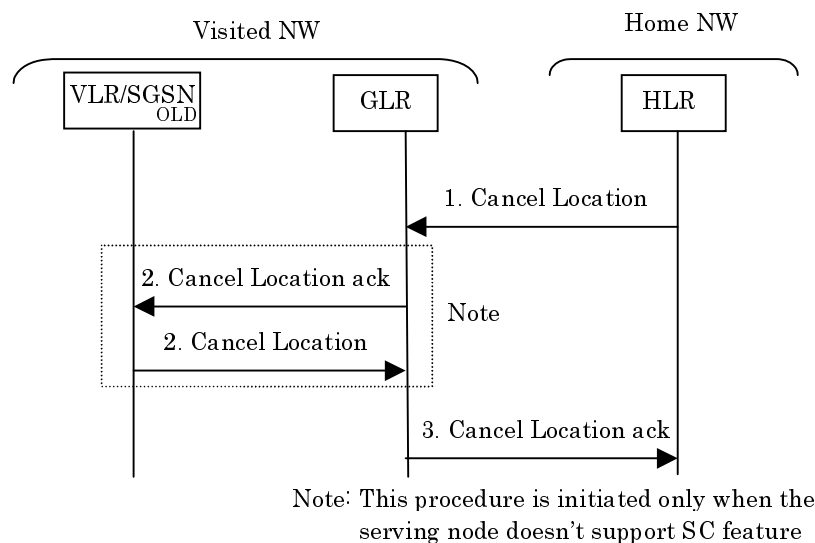 Visited NW
Home NW
VLR/SGSN
OLD
GLR
HLR
1. Cancel Location
2. Cancel Location ack
Note
2. Cancel Location
3. Cancel Location ack
Note: This procedure is initiated only when the
serving node doesn't support SC feature